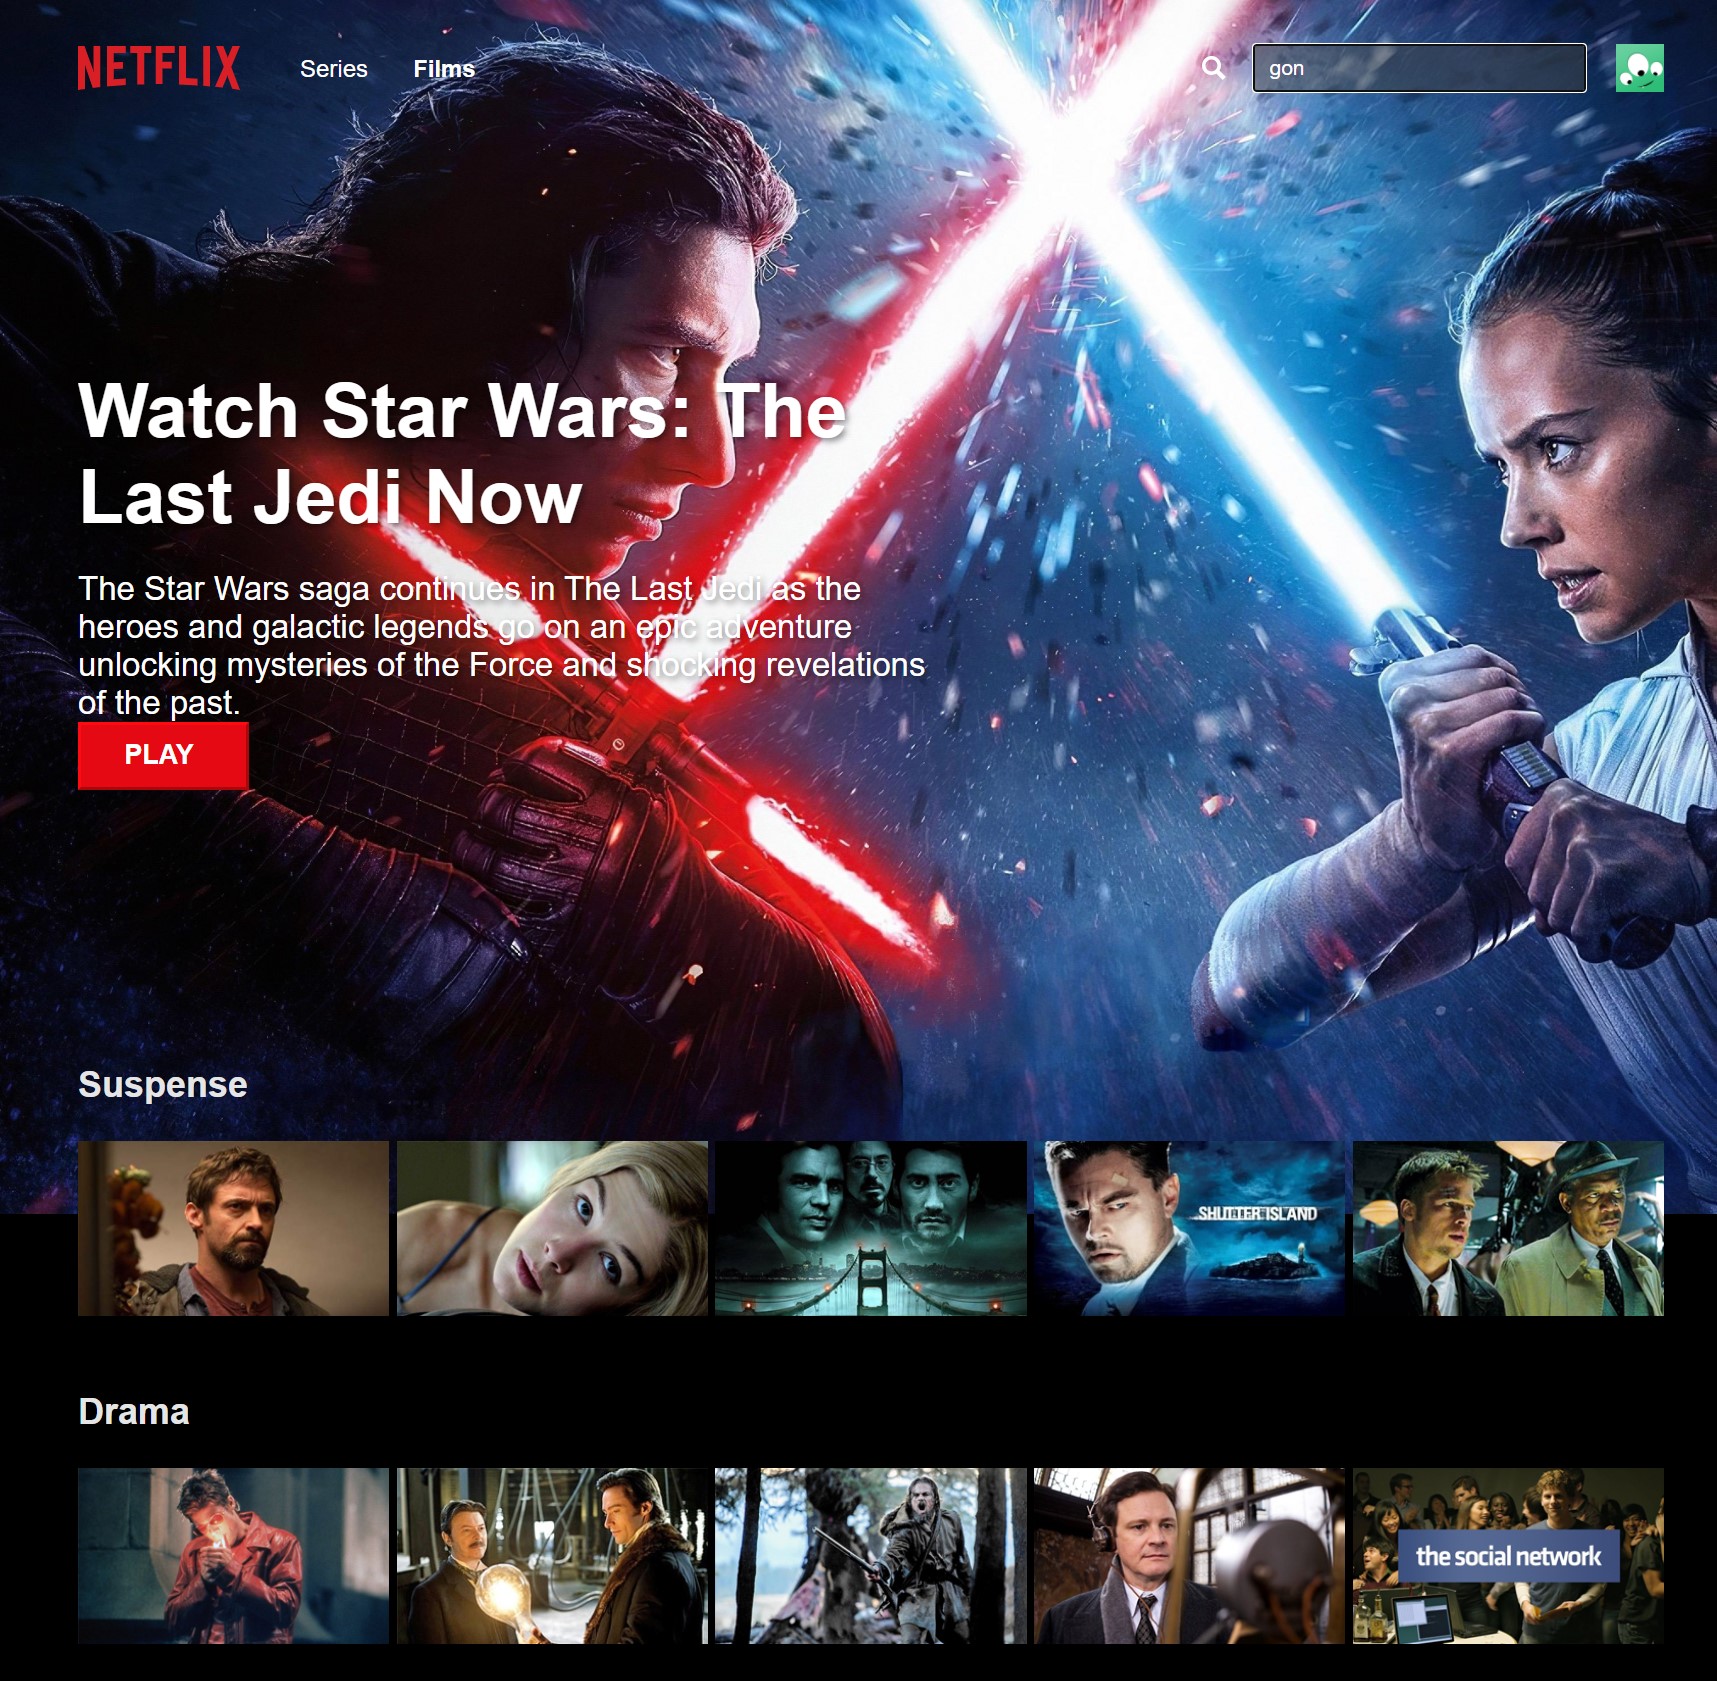 NETFLIX
Series
Films
gon
Watch Star Wars: The
Last Jedi Now
The Star Wars saga continues in The Last Jedi as the
heroes and galactic legends go on an epic adventure
unlocking mysteries of the Force and shocking revelations
of the past.
PLAY
Suspense
SHUTTER ISLAND
Drama
the social network